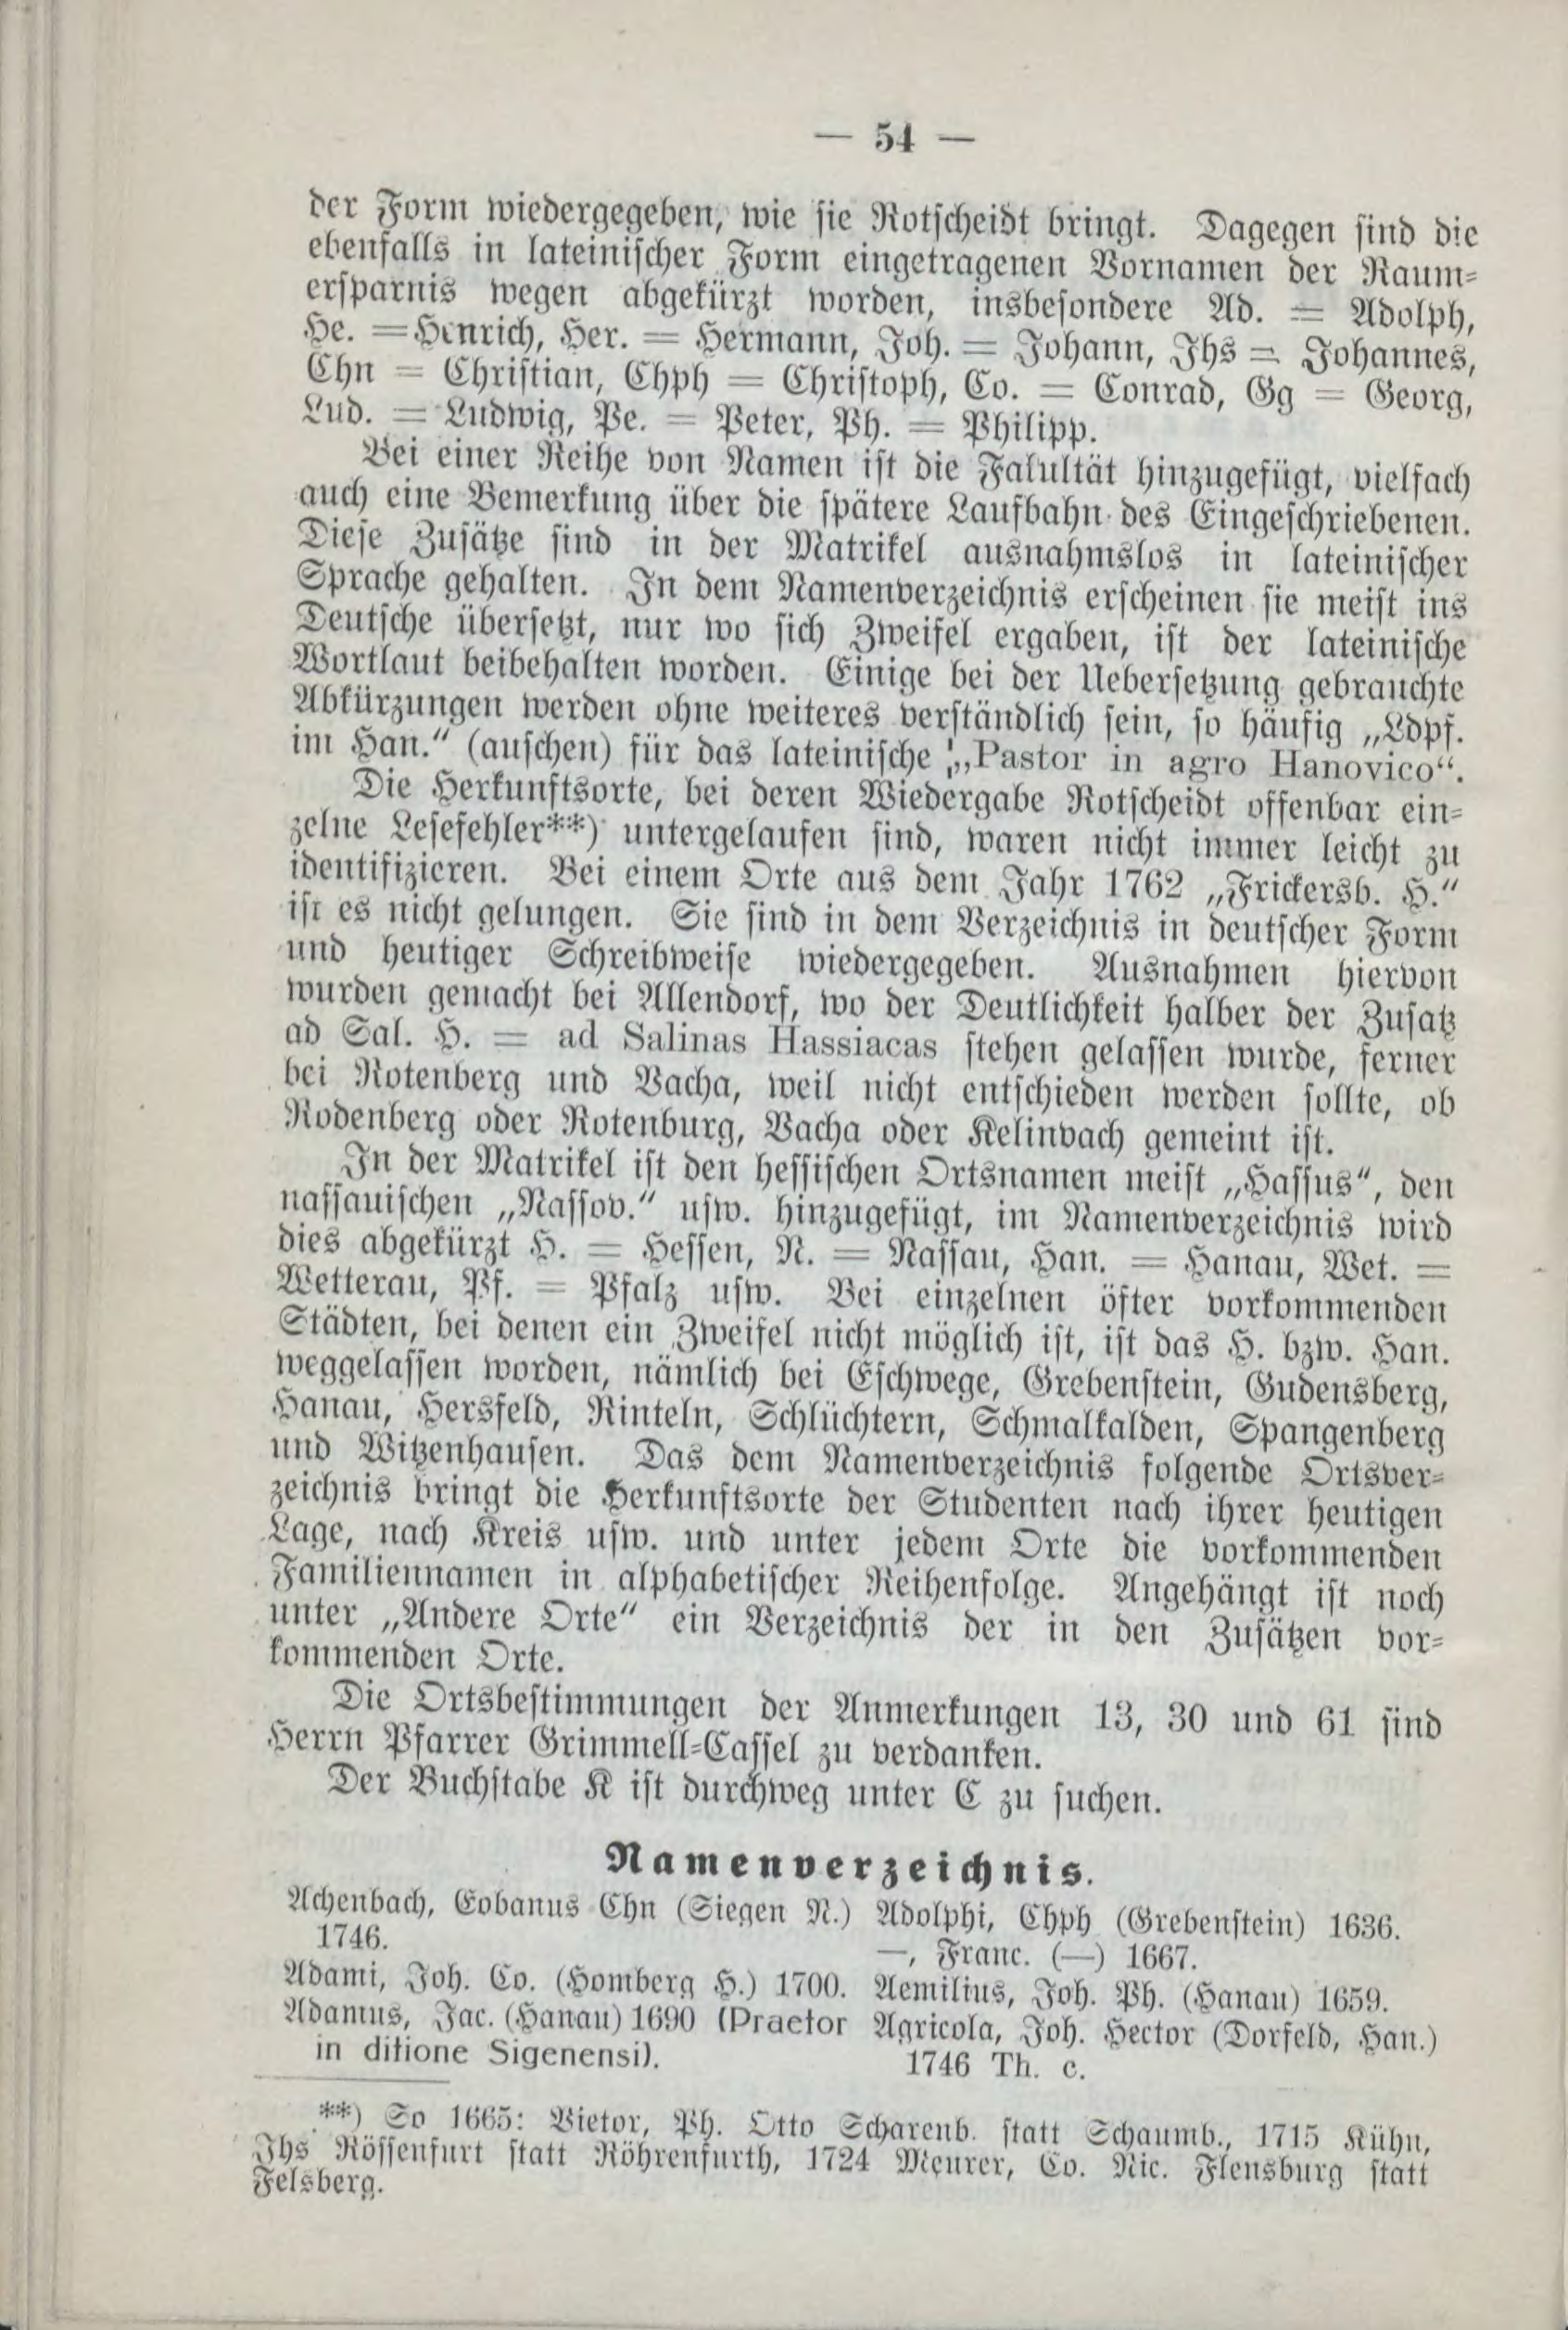 — 54 —
der Form wiedergegeben, wie sie Rotscheidt bringt. Dagegen sind die
ebenfalls in lateinischer Form eingetragenen Vornamen der Raum-
ersparnis wegen abgekürzt worden, insbesondere Ad. = Adolph,
He. = Henrich, Her. = Hermann, Joh. = Johann, Jhs = Johannes,
Chn = Christian, Chph = Christoph, Co. = Conrad, Gg = Georg,
Lud. = Ludwig, Pe. = Peter, Ph. = Philipp.
Bei einer Reihe von Namen ist die Fakultät hinzugefügt, vielfach
auch eine Bemerkung über die spätere Laufbahn des Eingeschriebenen.
Diese Zusätze sind in der Matrikel ausnahmslos in lateinischer
Sprache gehalten. In dem Namenverzeichnis erscheinen sie meist ins
Deutsche übersetzt, nur wo sich Zweifel ergaben, ist der lateinische
Wortlaut beibehalten worden. Einige bei der Uebersetzung gebrauchte
Abkürzungen werden ohne weiteres verständlich sein, so häufig „Ldpf.
im Han.“ (auschen) für das lateinische „Pastor in agro Hanovico“.
Die Herkunftsorte, bei deren Wiedergabe Rotscheidt offenbar ein-
zelne Lesefehler**) untergelaufen sind, waren nicht immer leicht zu
identifizieren. Bei einem Orte aus dem Jahr 1762 „Frickersb. H.“
ist es nicht gelungen. Sie sind in dem Verzeichnis in deutscher Form
und heutiger Schreibweise wiedergegeben. Ausnahmen hiervon
wurden gemacht bei Allendorf, wo der Deutlichkeit halber der Zusatz
ad Sal. H. = ad Salinas Hassiacas stehen gelassen wurde, ferner
bei Rotenberg und Vacha, weil nicht entschieden werden sollte, ob
Rodenberg oder Rotenburg, Vacha oder Kelinvach gemeint ist.
In der Matrikel ist den hessischen Ortsnamen meist „Hassus“, den
nassauischen „Nassov.“ usw. hinzugefügt, im Namenverzeichnis wird
dies abgekürzt H. = Hessen, N. = Nassau, Han. = Hanau, Wet. =
Wetterau, Pf. = Pfalz usw. Bei einzelnen öfter vorkommenden
Städten, bei denen ein Zweifel nicht möglich ist, ist das H. bzw. Han.
weggelassen worden, nämlich bei Eschwege, Grebenstein, Gudensberg,
Hanau, Hersfeld, Rinteln, Schlüchtern, Schmalkalden, Spangenberg
und Witzenhausen. Das dem Namenverzeichnis folgende Ortsver-
zeichnis bringt die Herkunftsorte der Studenten nach ihrer heutigen
Lage, nach Kreis usw. und unter jedem Orte die vorkommenden
Familiennamen in alphabetischer Reihenfolge. Angehängt ist noch
unter „Andere Orte“ ein Verzeichnis der in den Zusätzen vor-
kommenden Orte.
Die Ortsbestimmungen der Anmerkungen 13, 30 und 61 sind
Herrn Pfarrer Grimmell-Cassel zu verdanken.
Der Buchstabe K ist durchweg unter C zu suchen.
Namenverzeichnis.
Achenbach, Eobanus Chn (Siegen N.)
1746.
Adami, Joh. Co. (Homberg H.) 1700.
Adamus, Jac. (Hanau) 1690 (Praetor
in ditione Sigenensi).
Adolphi, Chph (Grebenstein) 1636.
—, Franc. (—) 1667.
Aemilius, Joh. Ph. (Hanau) 1659.
Agricola, Joh. Hector (Dorfeld, Han.)
1746 Th. c.
**) So 1665: Vietor, Ph. Otto Scharenb. statt Schaumb., 1715 Kühn,
Jhs Rössenfurt statt Röhrenfurth, 1724 Meurer, Co. Nic. Flensburg statt
Felsberg.